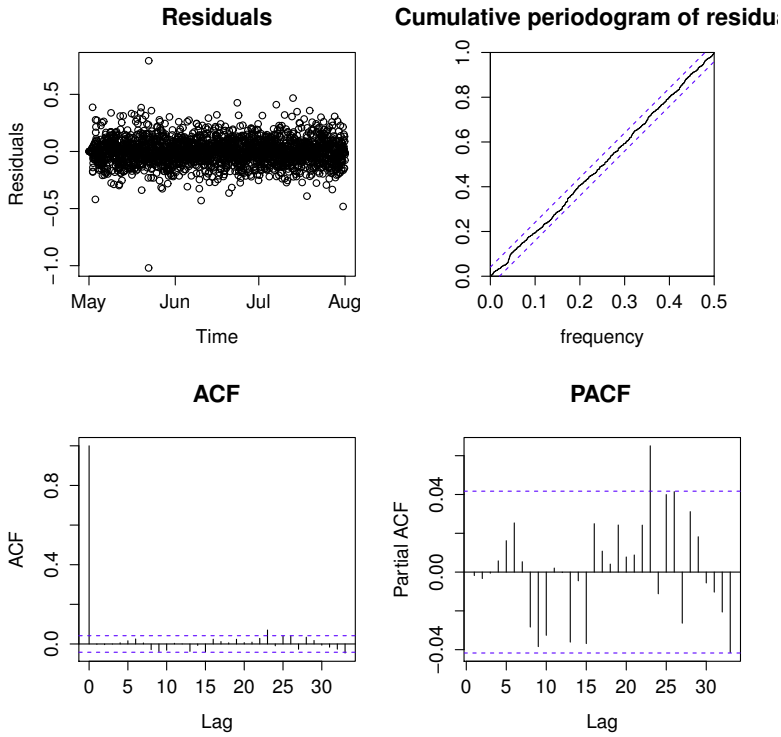 Residuals
Residuals
0.5
0.0
−0.5
−1.0
May Jun Jul Aug
Time
Cumulative periodogram of residua
1.0
0.8
0.6
0.4
0.2
0.0
0.0 0.1 0.2 0.3 0.4 0.5
frequency
ACF
ACF
0.8
0.4
0.0
0 5 10 15 20 25 30
Lag
PACF
Partial ACF
0.04
0.00
−0.04
0 5 10 15 20 25 30
Lag